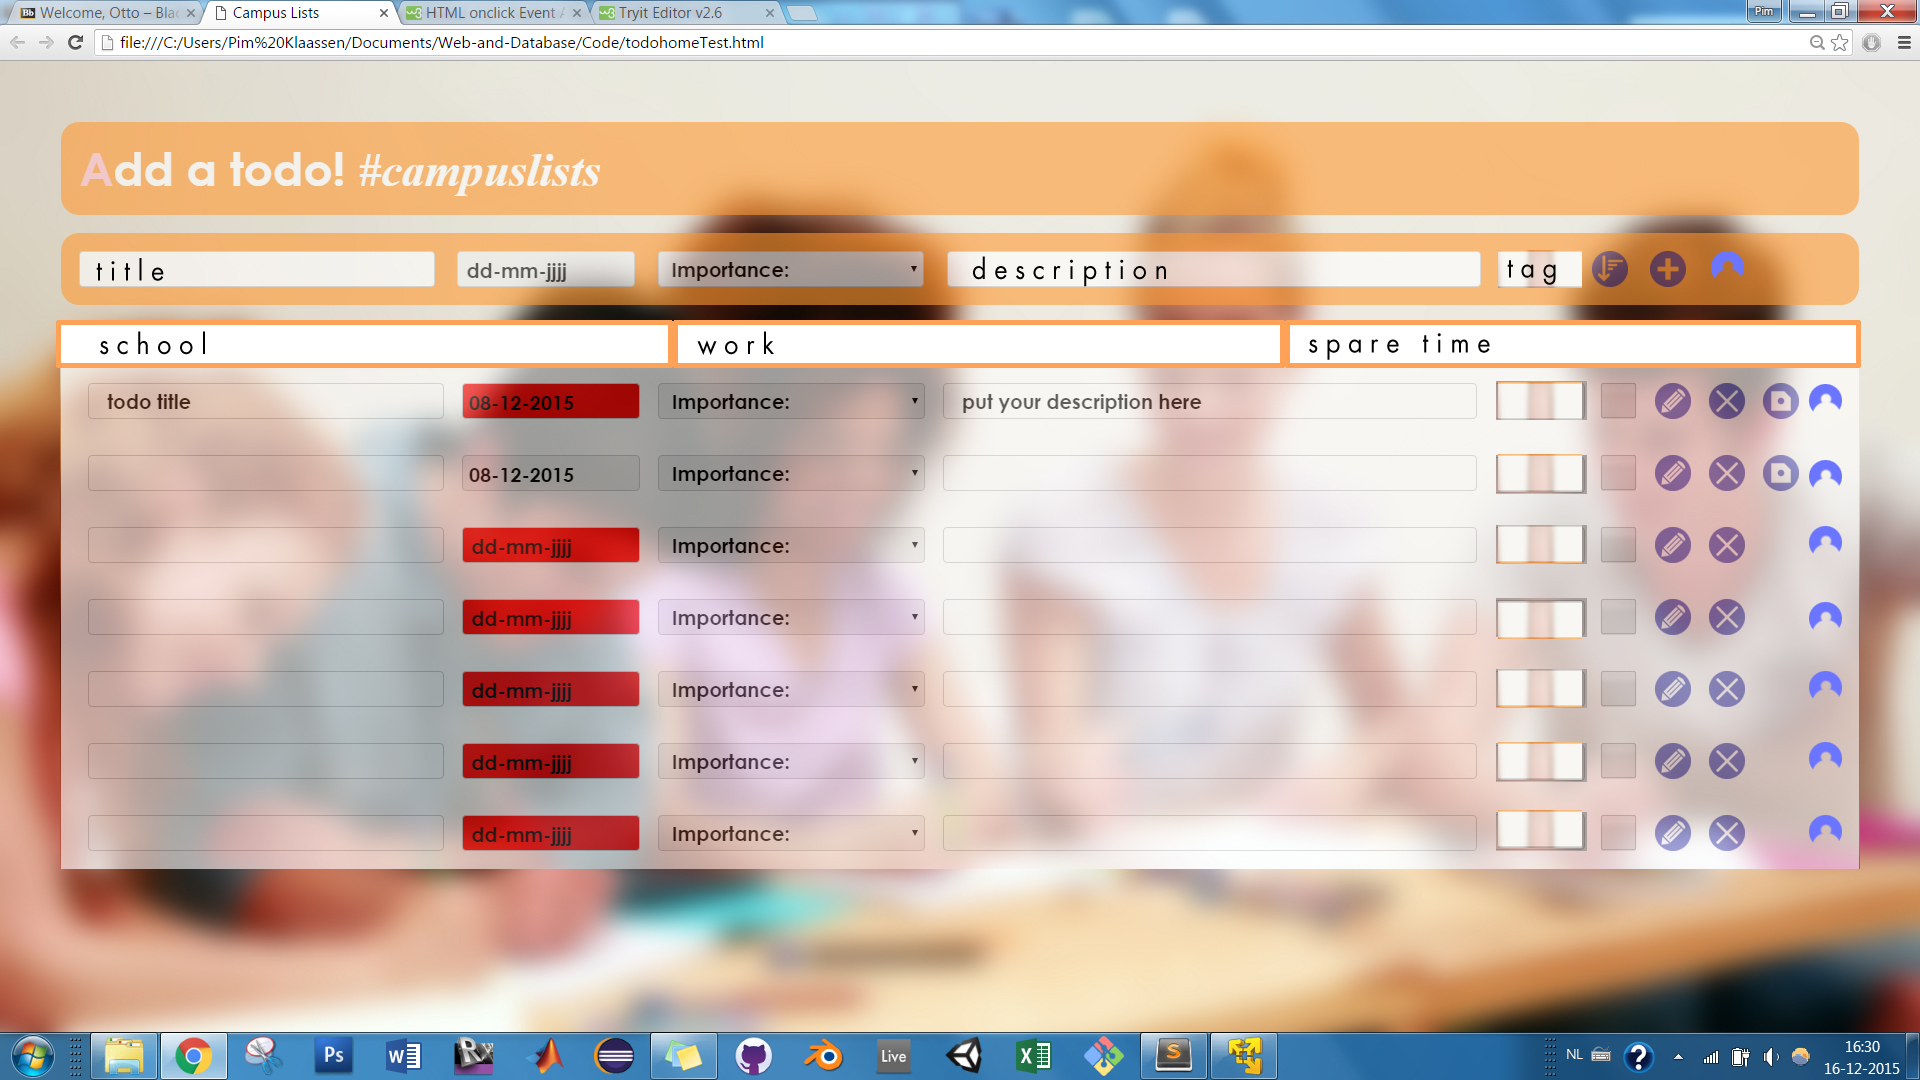 Welcome, Otto – Blac
Campus Lists
HTML onclick Event A
Tryit Editor v2.6
Pim
file:///C:/Users/Pim%20Klaassen/Documents/Web-and-Database/Code/todohomeTest.html
Add a todo! #campuslists
title dd-mm-jjjj Importance: description tag
school work spare time
todo title 08-12-2015 Importance: put your description here
08-12-2015 Importance:
dd-mm-jjjj Importance:
dd-mm-jjjj Importance:
dd-mm-jjjj Importance:
dd-mm-jjjj Importance:
dd-mm-jjjj Importance:
Ps
Live
NL
16:30
16-12-2015